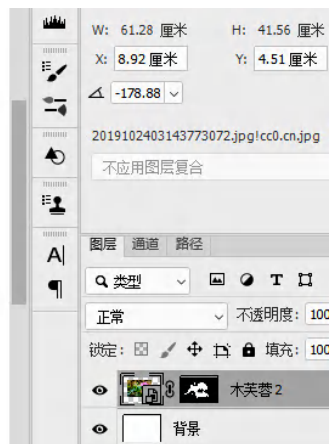 W: 61.28 厘米 H: 41.56 厘米
X: 8.92 厘米 Y: 4.51 厘米
-178.88
2019102403143773072.jpg!cc0.cn.jpg
不应用图层复合
图层 通道 路径
类型 T
正常 不透明度: 100
锁定: 填充: 100
A|
¶
木芙蓉 2
背景